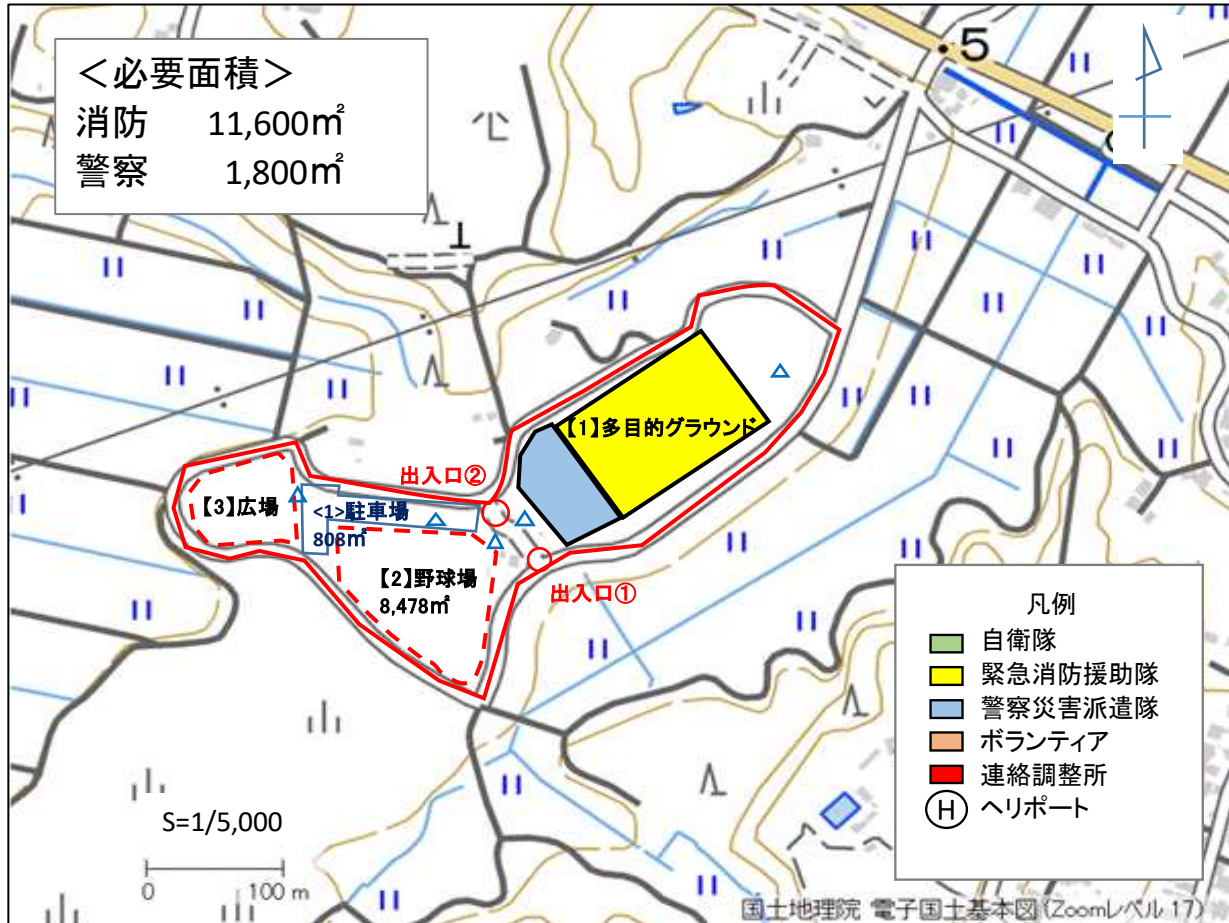 ＜必要面積＞
消防 11,600㎡
警察 1,800㎡
5
【1】多目的グラウンド
出入口②
【3】広場
<1>駐車場
808㎡
【2】野球場
8,478㎡
出入口①
凡例
自衛隊
緊急消防援助隊
警察災害派遣隊
ボランティア
連絡調整所
H ヘリポート
S=1/5,000
0 100 m
国土地理院 電子国土基本図 (Zoomレベル 17)